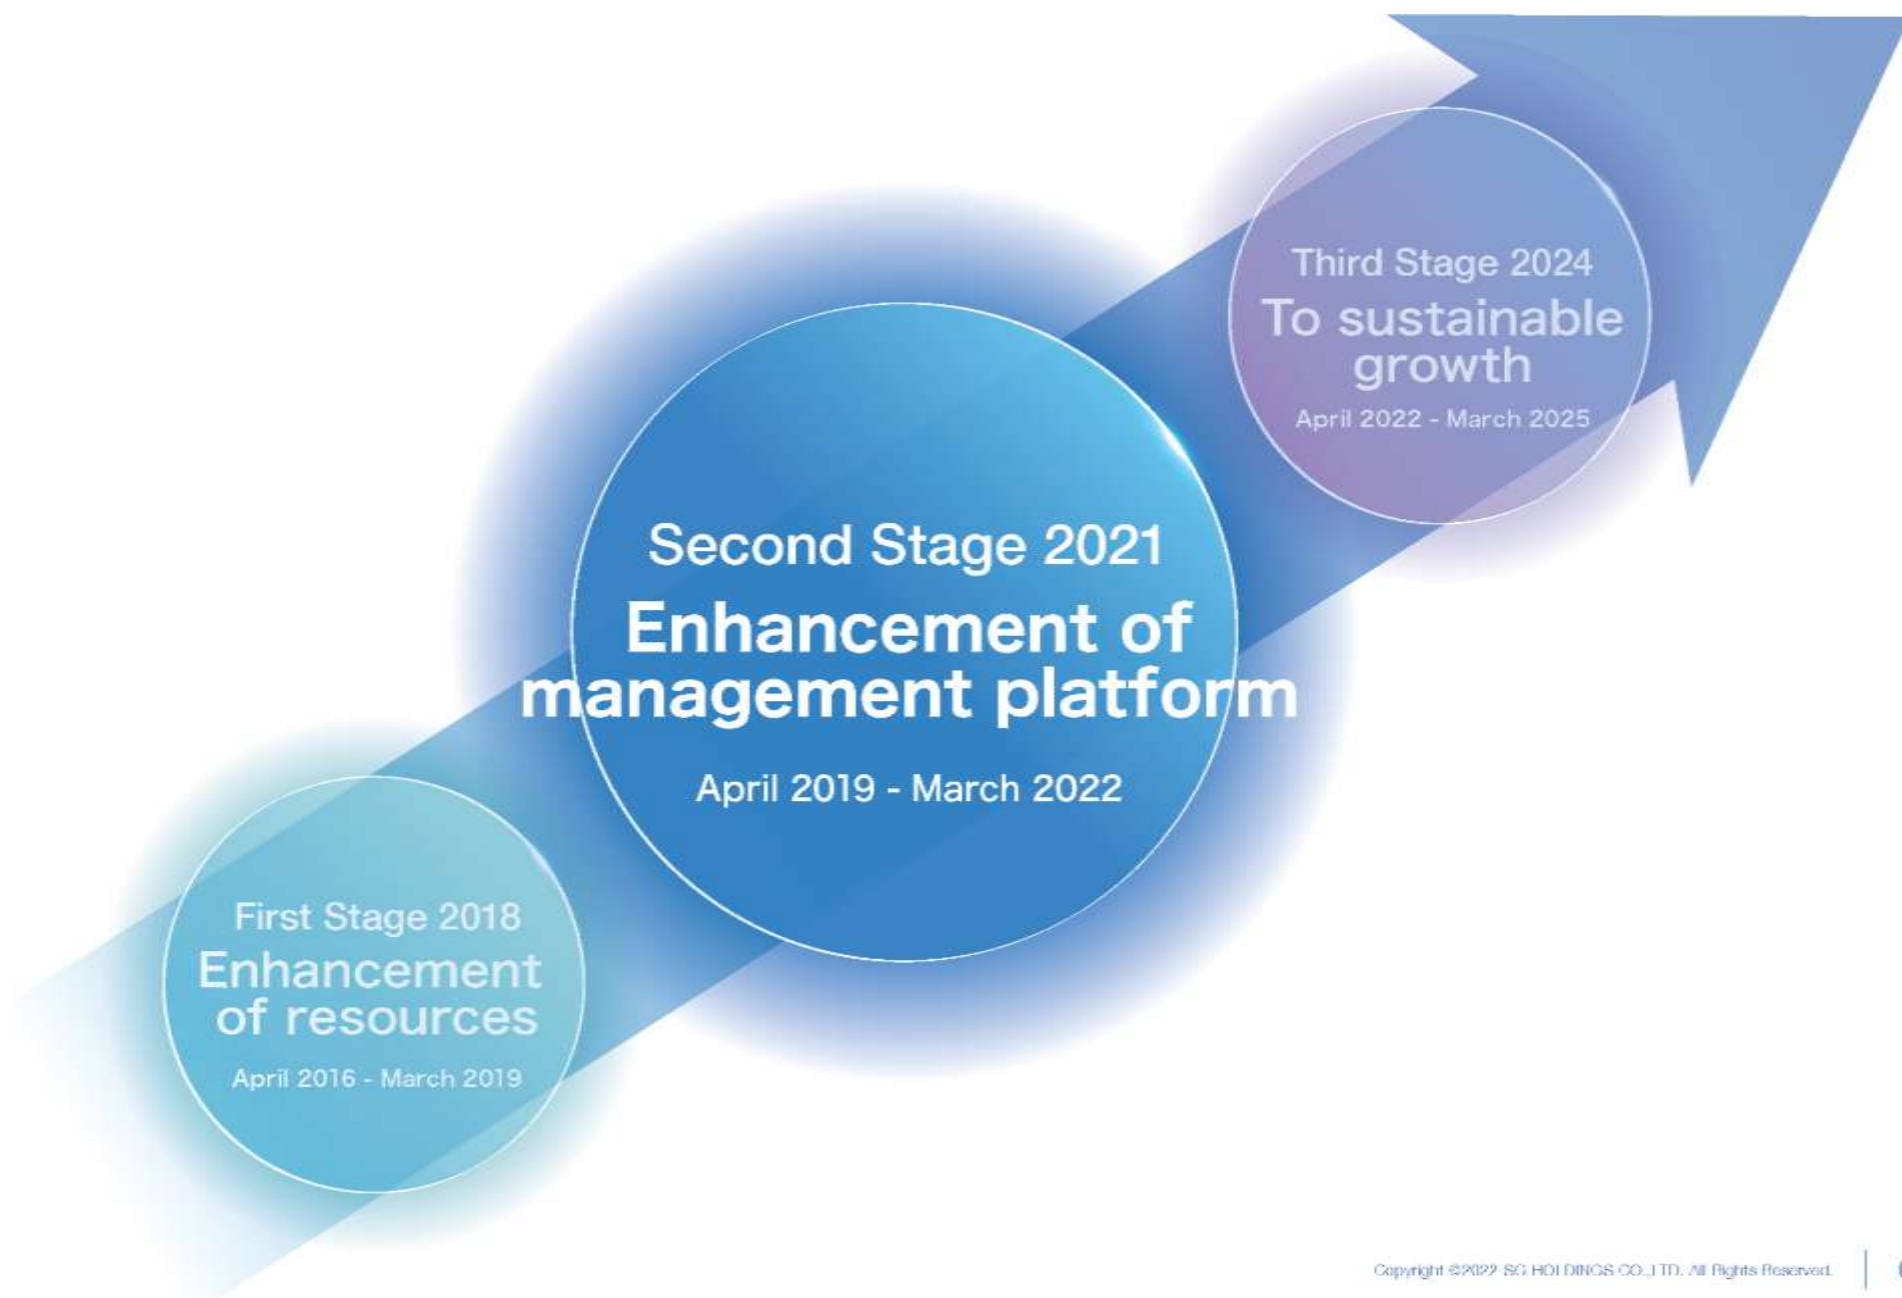 Third Stage 2024
To sustainable
growth
April 2022 - March 2025
Second Stage 2021
Enhancement of
management platform
April 2019 - March 2022
First Stage 2018
Enhancement
of resources
April 2016 - March 2019
Copyright ©2022 SG HOLDINGS CO.,LTD. All Rights Reserved.